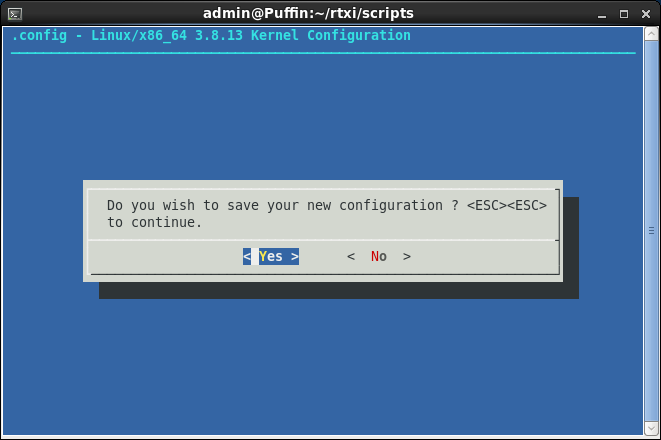 admin@Puffin:~/rtxi/scripts
.config - Linux/x86_64 3.8.13 Kernel Configuration
Do you wish to save your new configuration ? <ESC><ESC>
to continue.
< Yes > < No >